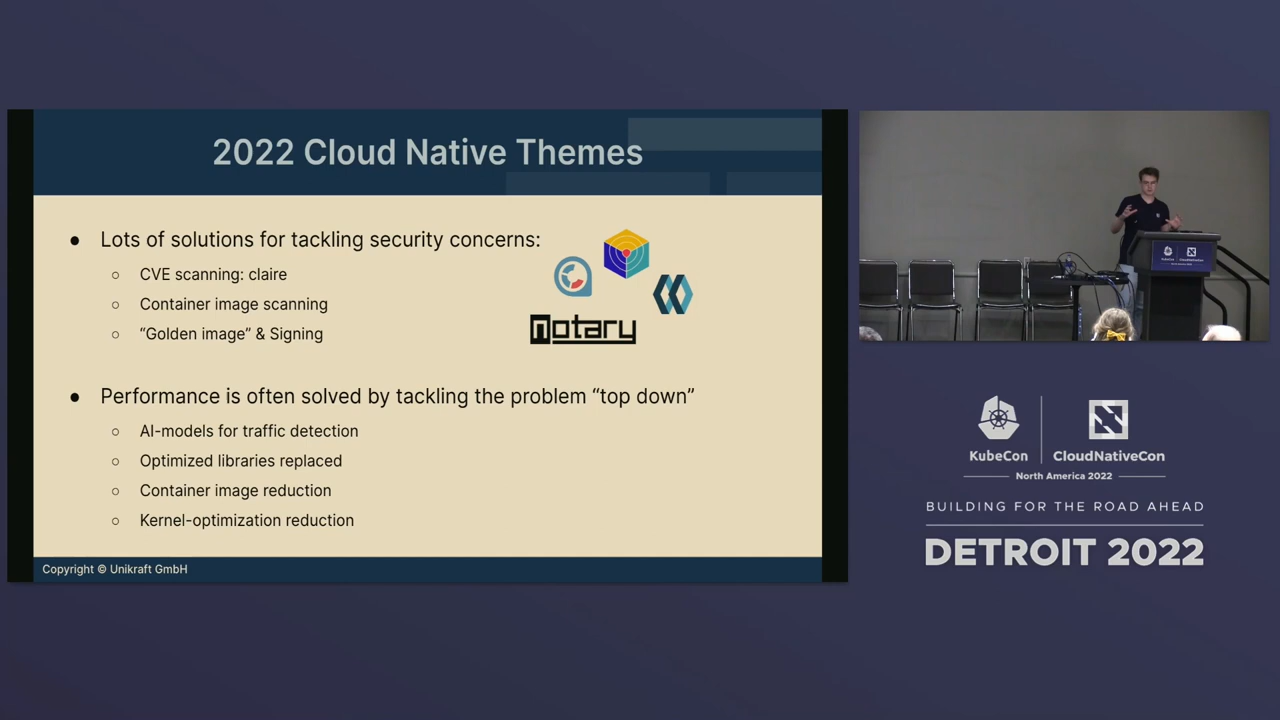 2022 Cloud Native Themes
● Lots of solutions for tackling security concerns:
○ CVE scanning: claire
○ Container image scanning
○ “Golden image” & Signing
notary
● Performance is often solved by tackling the problem “top down”
○ AI-models for traffic detection
○ Optimized libraries replaced
○ Container image reduction
○ Kernel-optimization reduction
Copyright © Unikraft GmbH
KubeCon
CloudNativeCon
North America 2022
BUILDING FOR THE ROAD AHEAD
DETROIT 2022